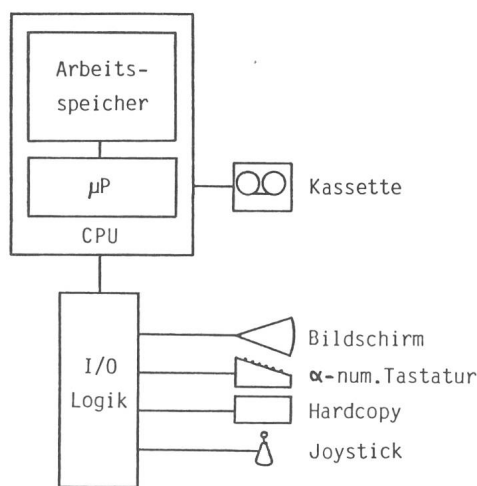 Arbeits-
speicher
µP
CPU
Kassette
I/O
Logik
Bildschirm
α-num.Tastatur
Hardcopy
Joystick